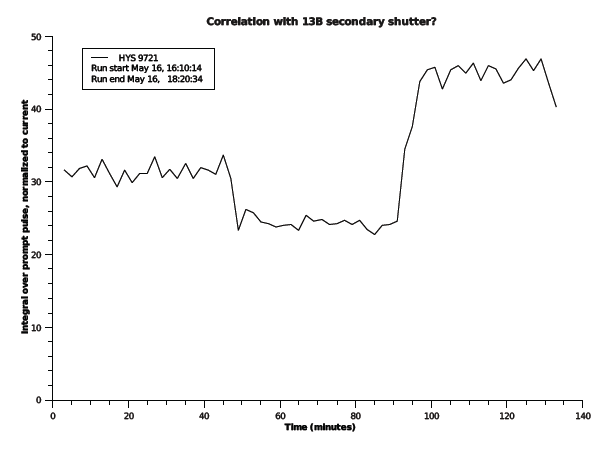 Correlation with 13B secondary shutter?
HYS 9721
Run start May 16, 16:10:14
Run end May 16, 18:20:34
Integral over prompt pulse, normalized to current
50
40
30
20
10
0
0 20 40 60 80 100 120 140
Time (minutes)